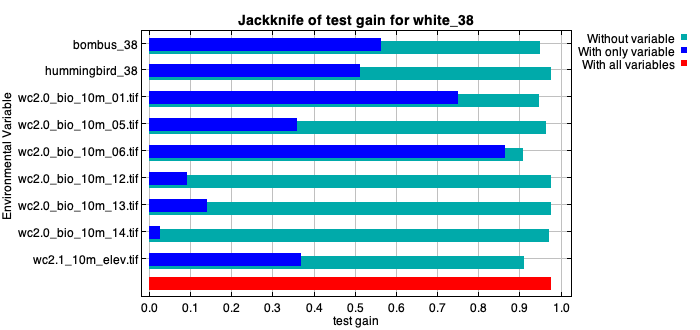 Jackknife of test gain for white_38
Without variable
With only variable
With all variables
Environmental Variable
bombus_38
hummingbird_38
wc2.0_bio_10m_01.tif
wc2.0_bio_10m_05.tif
wc2.0_bio_10m_06.tif
wc2.0_bio_10m_12.tif
wc2.0_bio_10m_13.tif
wc2.0_bio_10m_14.tif
wc2.1_10m_elev.tif
0.0 0.1 0.2 0.3 0.4 0.5 0.6 0.7 0.8 0.9 1.0
test gain